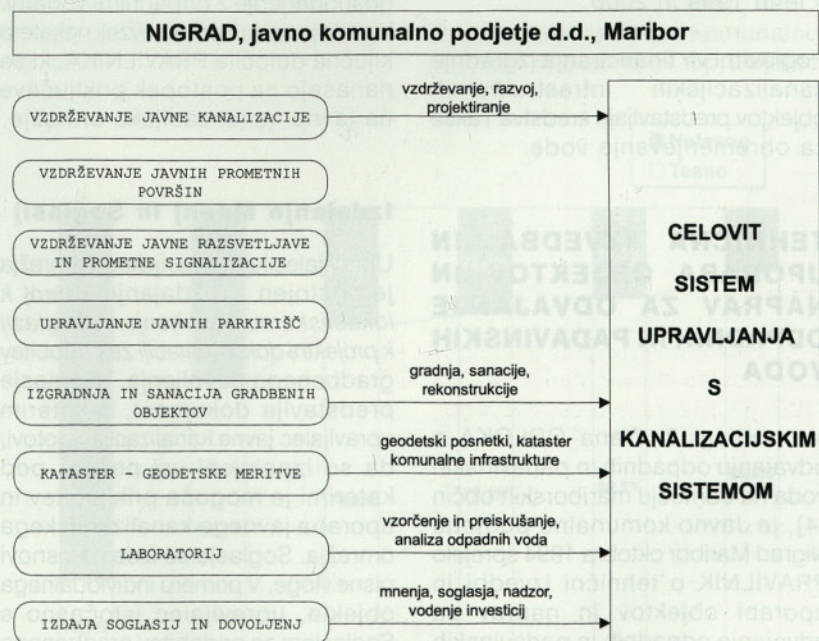 NIGRAD, javno komunalno podjetje d.d., Maribor
VZDRŽEVANJE JAVNE KANALIZACIJE
vzdrževanje, razvoj,
projektiranje
VZDRŽEVANJE JAVNIH PROMETNIH
POVRŠIN
VZDRŽEVANJE JAVNE RAZSVETLJAVE
IN PROMETNE SIGNALIZACIJE
UPRAVLJANJE JAVNIH PARKIRIŠČ
IZGRADNJA IN SANACIJA GRADBENIH
OBJEKTOV
gradnja, sanacije,
rekonstrukcije
KATASTER - GEODETSKE MERITVE
geodetski posnetki, kataster
komunalne infrastrukture
LABORATORIJ
vzorčenje in preiskušanje,
analiza odpadnih voda
IZDAJA SOGLASIJ IN DOVOLJENJ
mnenja, soglasja, nadzor,
vodenje investicij
CELOVIT
SISTEM
UPRAVLJANJA
S
KANALIZACIJSKIM
SISTEMOM